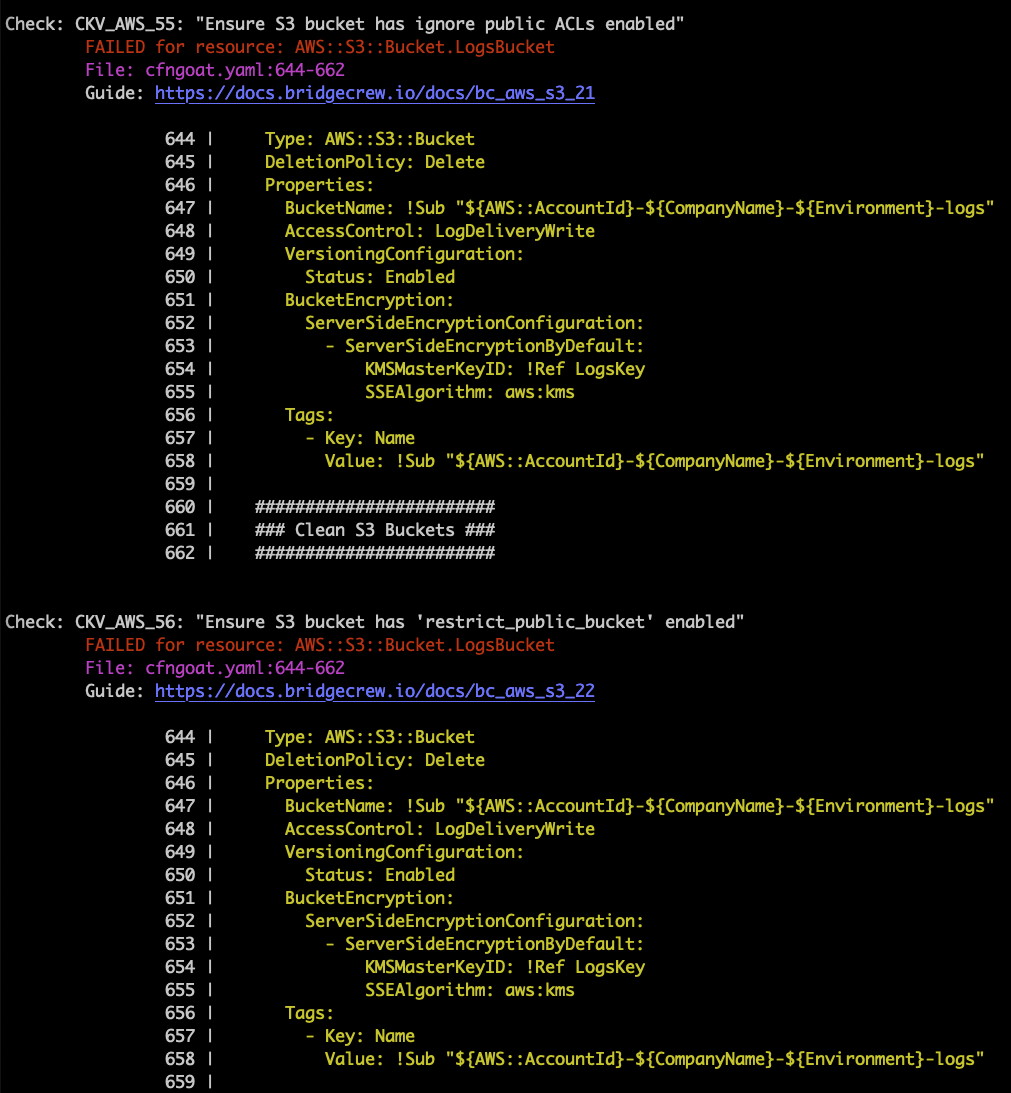 Check: CKV_AWS_55: "Ensure S3 bucket has ignore public ACLs enabled"
FAILED for resource: AWS::S3::Bucket.LogsBucket
File: cfngoat.yaml:644-662
Guide: https://docs.bridgecrew.io/docs/bc_aws_s3_21
644 | Type: AWS::S3::Bucket
645 | DeletionPolicy: Delete
646 | Properties:
647 | BucketName: !Sub "${AWS::AccountId}-${CompanyName}-${Environment}-logs"
648 | AccessControl: LogDeliveryWrite
649 | VersioningConfiguration:
650 | Status: Enabled
651 | BucketEncryption:
652 | ServerSideEncryptionConfiguration:
653 | - ServerSideEncryptionByDefault:
654 | KMSMasterKeyID: !Ref LogsKey
655 | SSEAlgorithm: aws:kms
656 | Tags:
657 | - Key: Name
658 | Value: !Sub "${AWS::AccountId}-${CompanyName}-${Environment}-logs"
659 |
660 | ########################
661 | ### Clean S3 Buckets ###
662 | ########################
Check: CKV_AWS_56: "Ensure S3 bucket has 'restrict_public_bucket' enabled"
FAILED for resource: AWS::S3::Bucket.LogsBucket
File: cfngoat.yaml:644-662
Guide: https://docs.bridgecrew.io/docs/bc_aws_s3_22
644 | Type: AWS::S3::Bucket
645 | DeletionPolicy: Delete
646 | Properties:
647 | BucketName: !Sub "${AWS::AccountId}-${CompanyName}-${Environment}-logs"
648 | AccessControl: LogDeliveryWrite
649 | VersioningConfiguration:
650 | Status: Enabled
651 | BucketEncryption:
652 | ServerSideEncryptionConfiguration:
653 | - ServerSideEncryptionByDefault:
654 | KMSMasterKeyID: !Ref LogsKey
655 | SSEAlgorithm: aws:kms
656 | Tags:
657 | - Key: Name
658 | Value: !Sub "${AWS::AccountId}-${CompanyName}-${Environment}-logs"
659 |